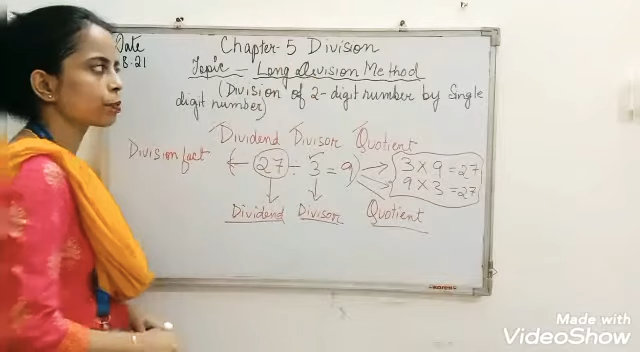 Date
8.21
Chapter-5 Division
Topic - Long division Method
(Division of 2-digit number by Single
digit number)
Dividend Divisor Quotient
Division fact ← 27 ÷ 3 = 9 → 3 × 9 = 27
9 × 3 = 27
Dividend Divison Quotient
KORES
Made with
VideoShow